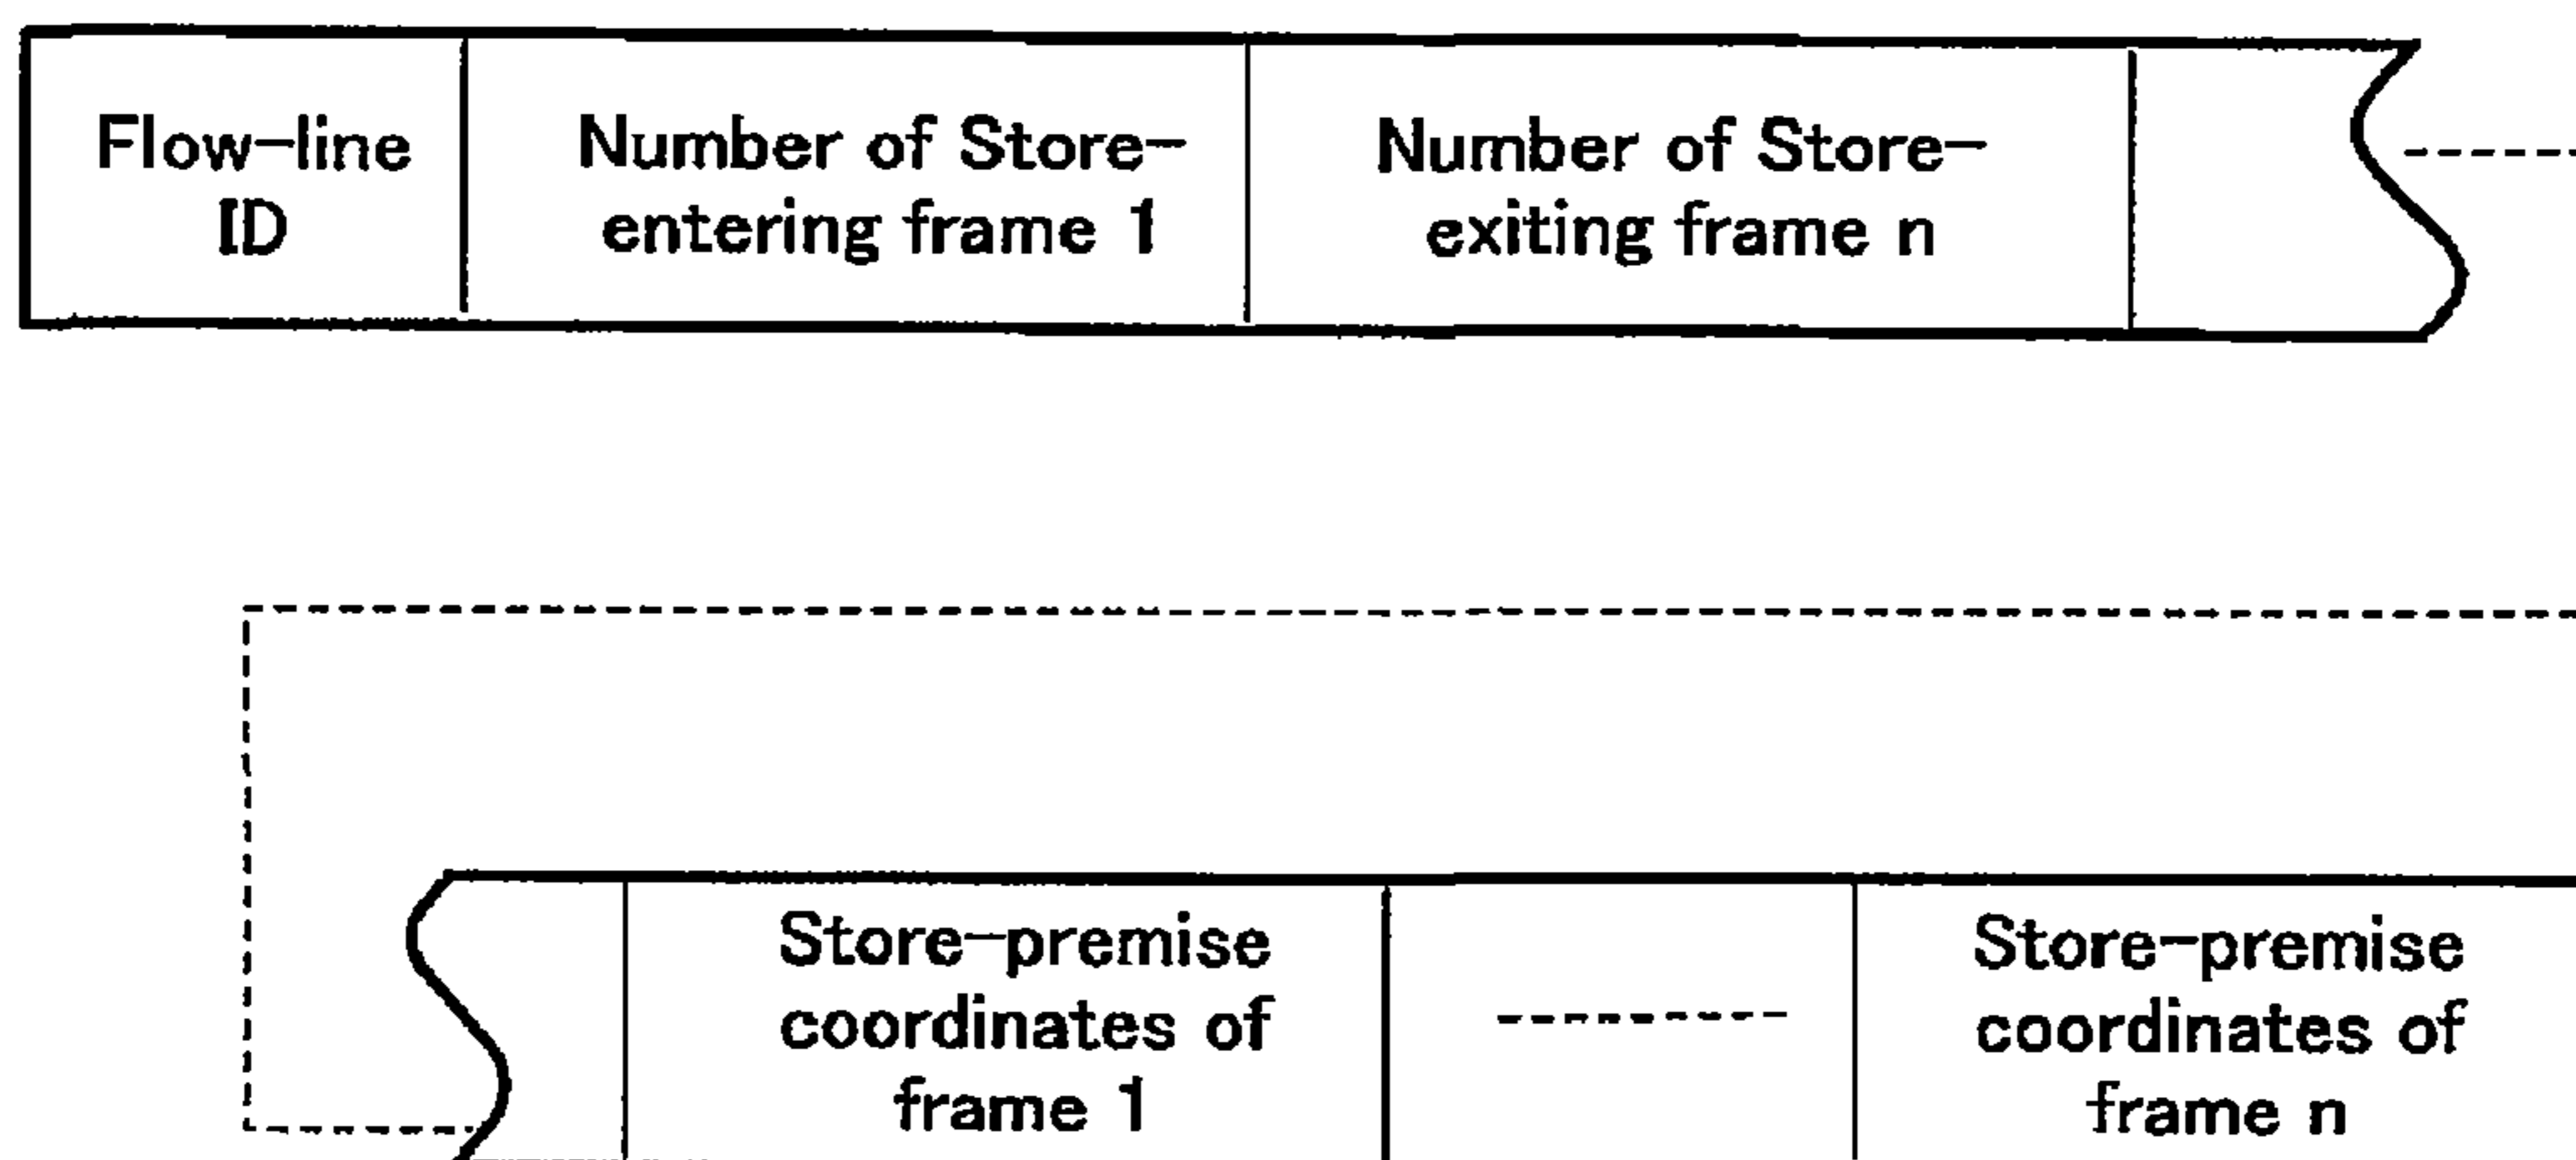 Flow-line
ID
Number of Store-
entering frame 1
Number of Store-
exiting frame n
Store-premise
coordinates of
frame 1
Store-premise
coordinates of
frame n